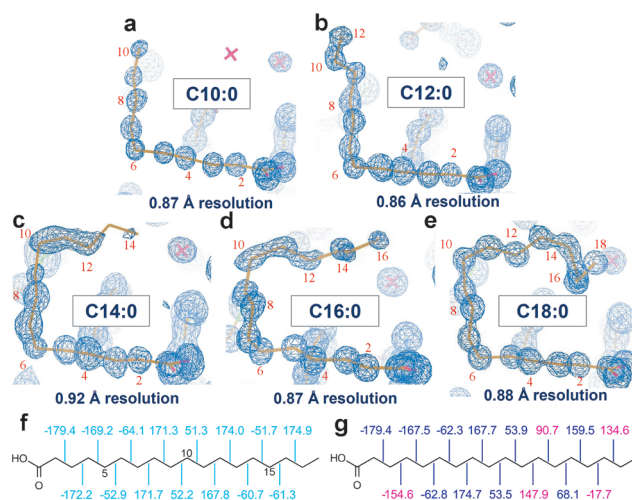 a
10
8
6
4
2
C10:0
0.87 Å resolution
b
12
10
8
6
4
2
C12:0
0.86 Å resolution
c
10
12
14
8
6
4
2
C14:0
0.92 Å resolution
d
10
12
14
16
8
6
4
2
C16:0
0.87 Å resolution
e
10
12
14
16
18
8
6
4
2
C18:0
0.88 Å resolution
f
-179.4 -169.2 -64.1 171.3 51.3 174.0 -51.7 174.9
HO
O
5
10
15
-172.2 -52.9 171.7 52.2 167.8 -60.7 -61.3
g
-179.4 -167.5 -62.3 167.7 53.9 90.7 159.5 134.6
HO
O
-154.6 -62.8 174.7 53.5 147.9 68.1 -17.7